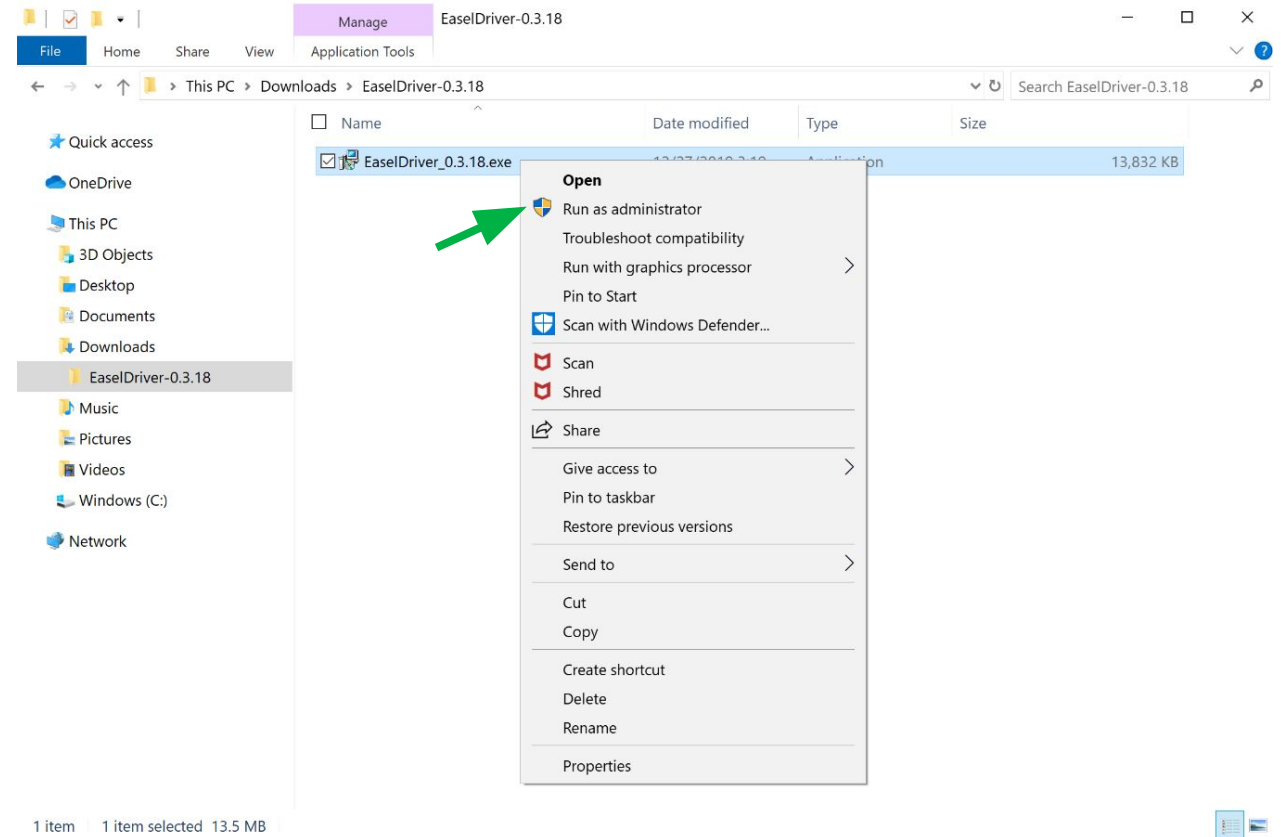 Manage EaselDriver-0.3.18
File Home Share View Application Tools
This PC Downloads EaselDriver-0.3.18 Search EaselDriver-0.3.18
Name Date modified Type Size
Quick access
OneDrive
This PC
3D Objects
Desktop
Documents
Downloads
EaselDriver-0.3.18
Music
Pictures
Videos
Windows (C:)
Network
EaselDriver_0.3.18.exe Application 13,832 KB
Open
Run as administrator
Troubleshoot compatibility
Run with graphics processor
Pin to Start
Scan with Windows Defender...
Scan
Shred
Share
Give access to
Pin to taskbar
Restore previous versions
Send to
Cut
Copy
Create shortcut
Delete
Rename
Properties
1 item 1 item selected 13.5 MB